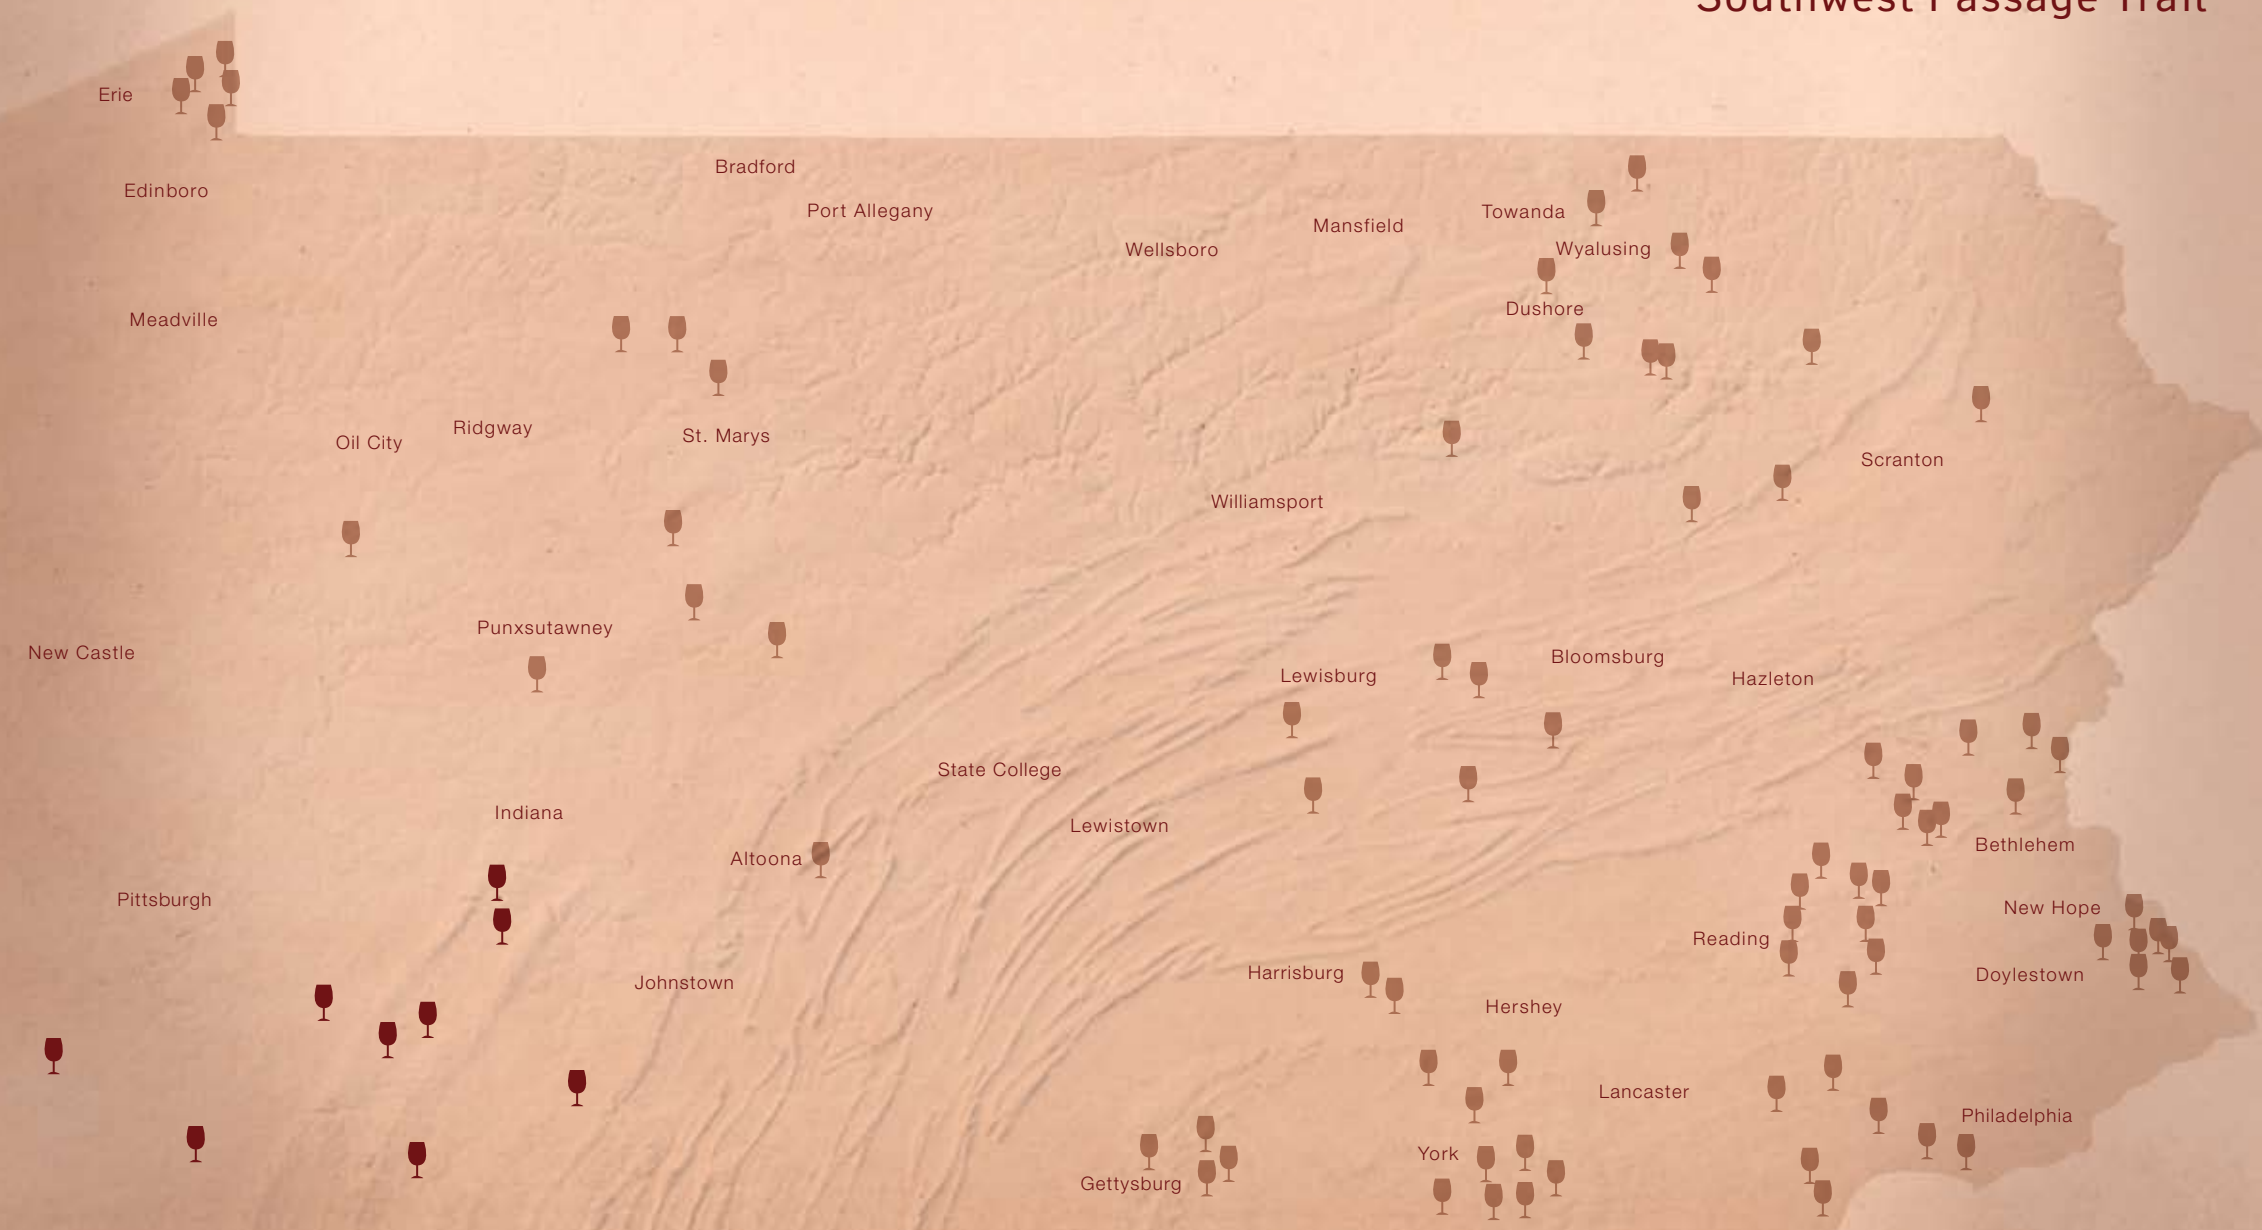 Southwest Passage Trail
Erie
Bradford
Edinboro
Port Allegany
Towanda
Mansfield
Wyalusing
Wellsboro
Dushore
Meadville
Ridgway
St. Marys
Oil City
Scranton
Williamsport
Punxsutawney
New Castle
Bloomsburg
Lewisburg
Hazleton
State College
Indiana
Lewistown
Bethlehem
Altoona
Pittsburgh
New Hope
Reading
Harrisburg
Doylestown
Johnstown
Hershey
Lancaster
Philadelphia
York
Gettysburg